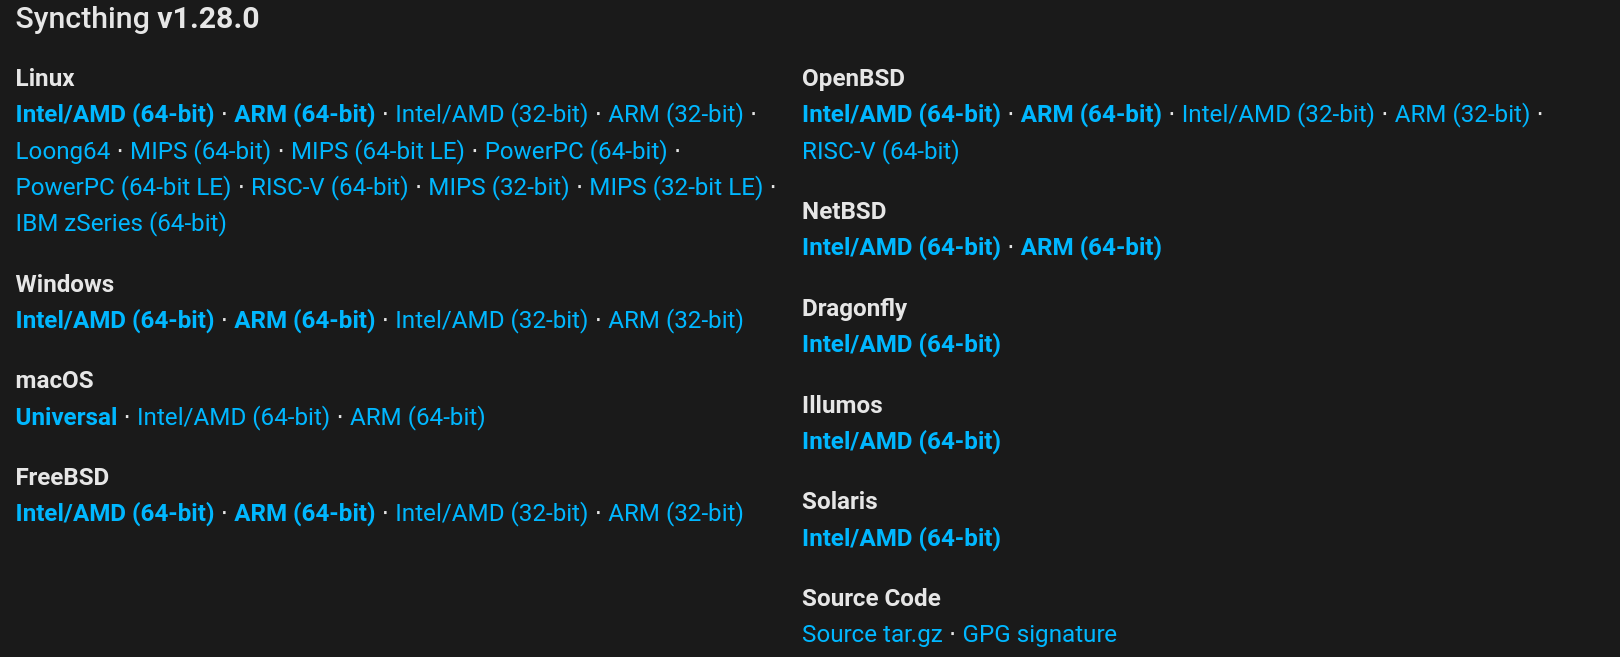 Syncthing v1.28.0
Linux
Intel/AMD (64-bit) · ARM (64-bit) · Intel/AMD (32-bit) · ARM (32-bit) ·
Loong64 · MIPS (64-bit) · MIPS (64-bit LE) · PowerPC (64-bit) ·
PowerPC (64-bit LE) · RISC-V (64-bit) · MIPS (32-bit) · MIPS (32-bit LE) ·
IBM zSeries (64-bit)
Windows
Intel/AMD (64-bit) · ARM (64-bit) · Intel/AMD (32-bit) · ARM (32-bit)
macOS
Universal · Intel/AMD (64-bit) · ARM (64-bit)
FreeBSD
Intel/AMD (64-bit) · ARM (64-bit) · Intel/AMD (32-bit) · ARM (32-bit)
OpenBSD
Intel/AMD (64-bit) · ARM (64-bit) · Intel/AMD (32-bit) · ARM (32-bit) ·
RISC-V (64-bit)
NetBSD
Intel/AMD (64-bit) · ARM (64-bit)
Dragonfly
Intel/AMD (64-bit)
Illumos
Intel/AMD (64-bit)
Solaris
Intel/AMD (64-bit)
Source Code
Source tar.gz · GPG signature